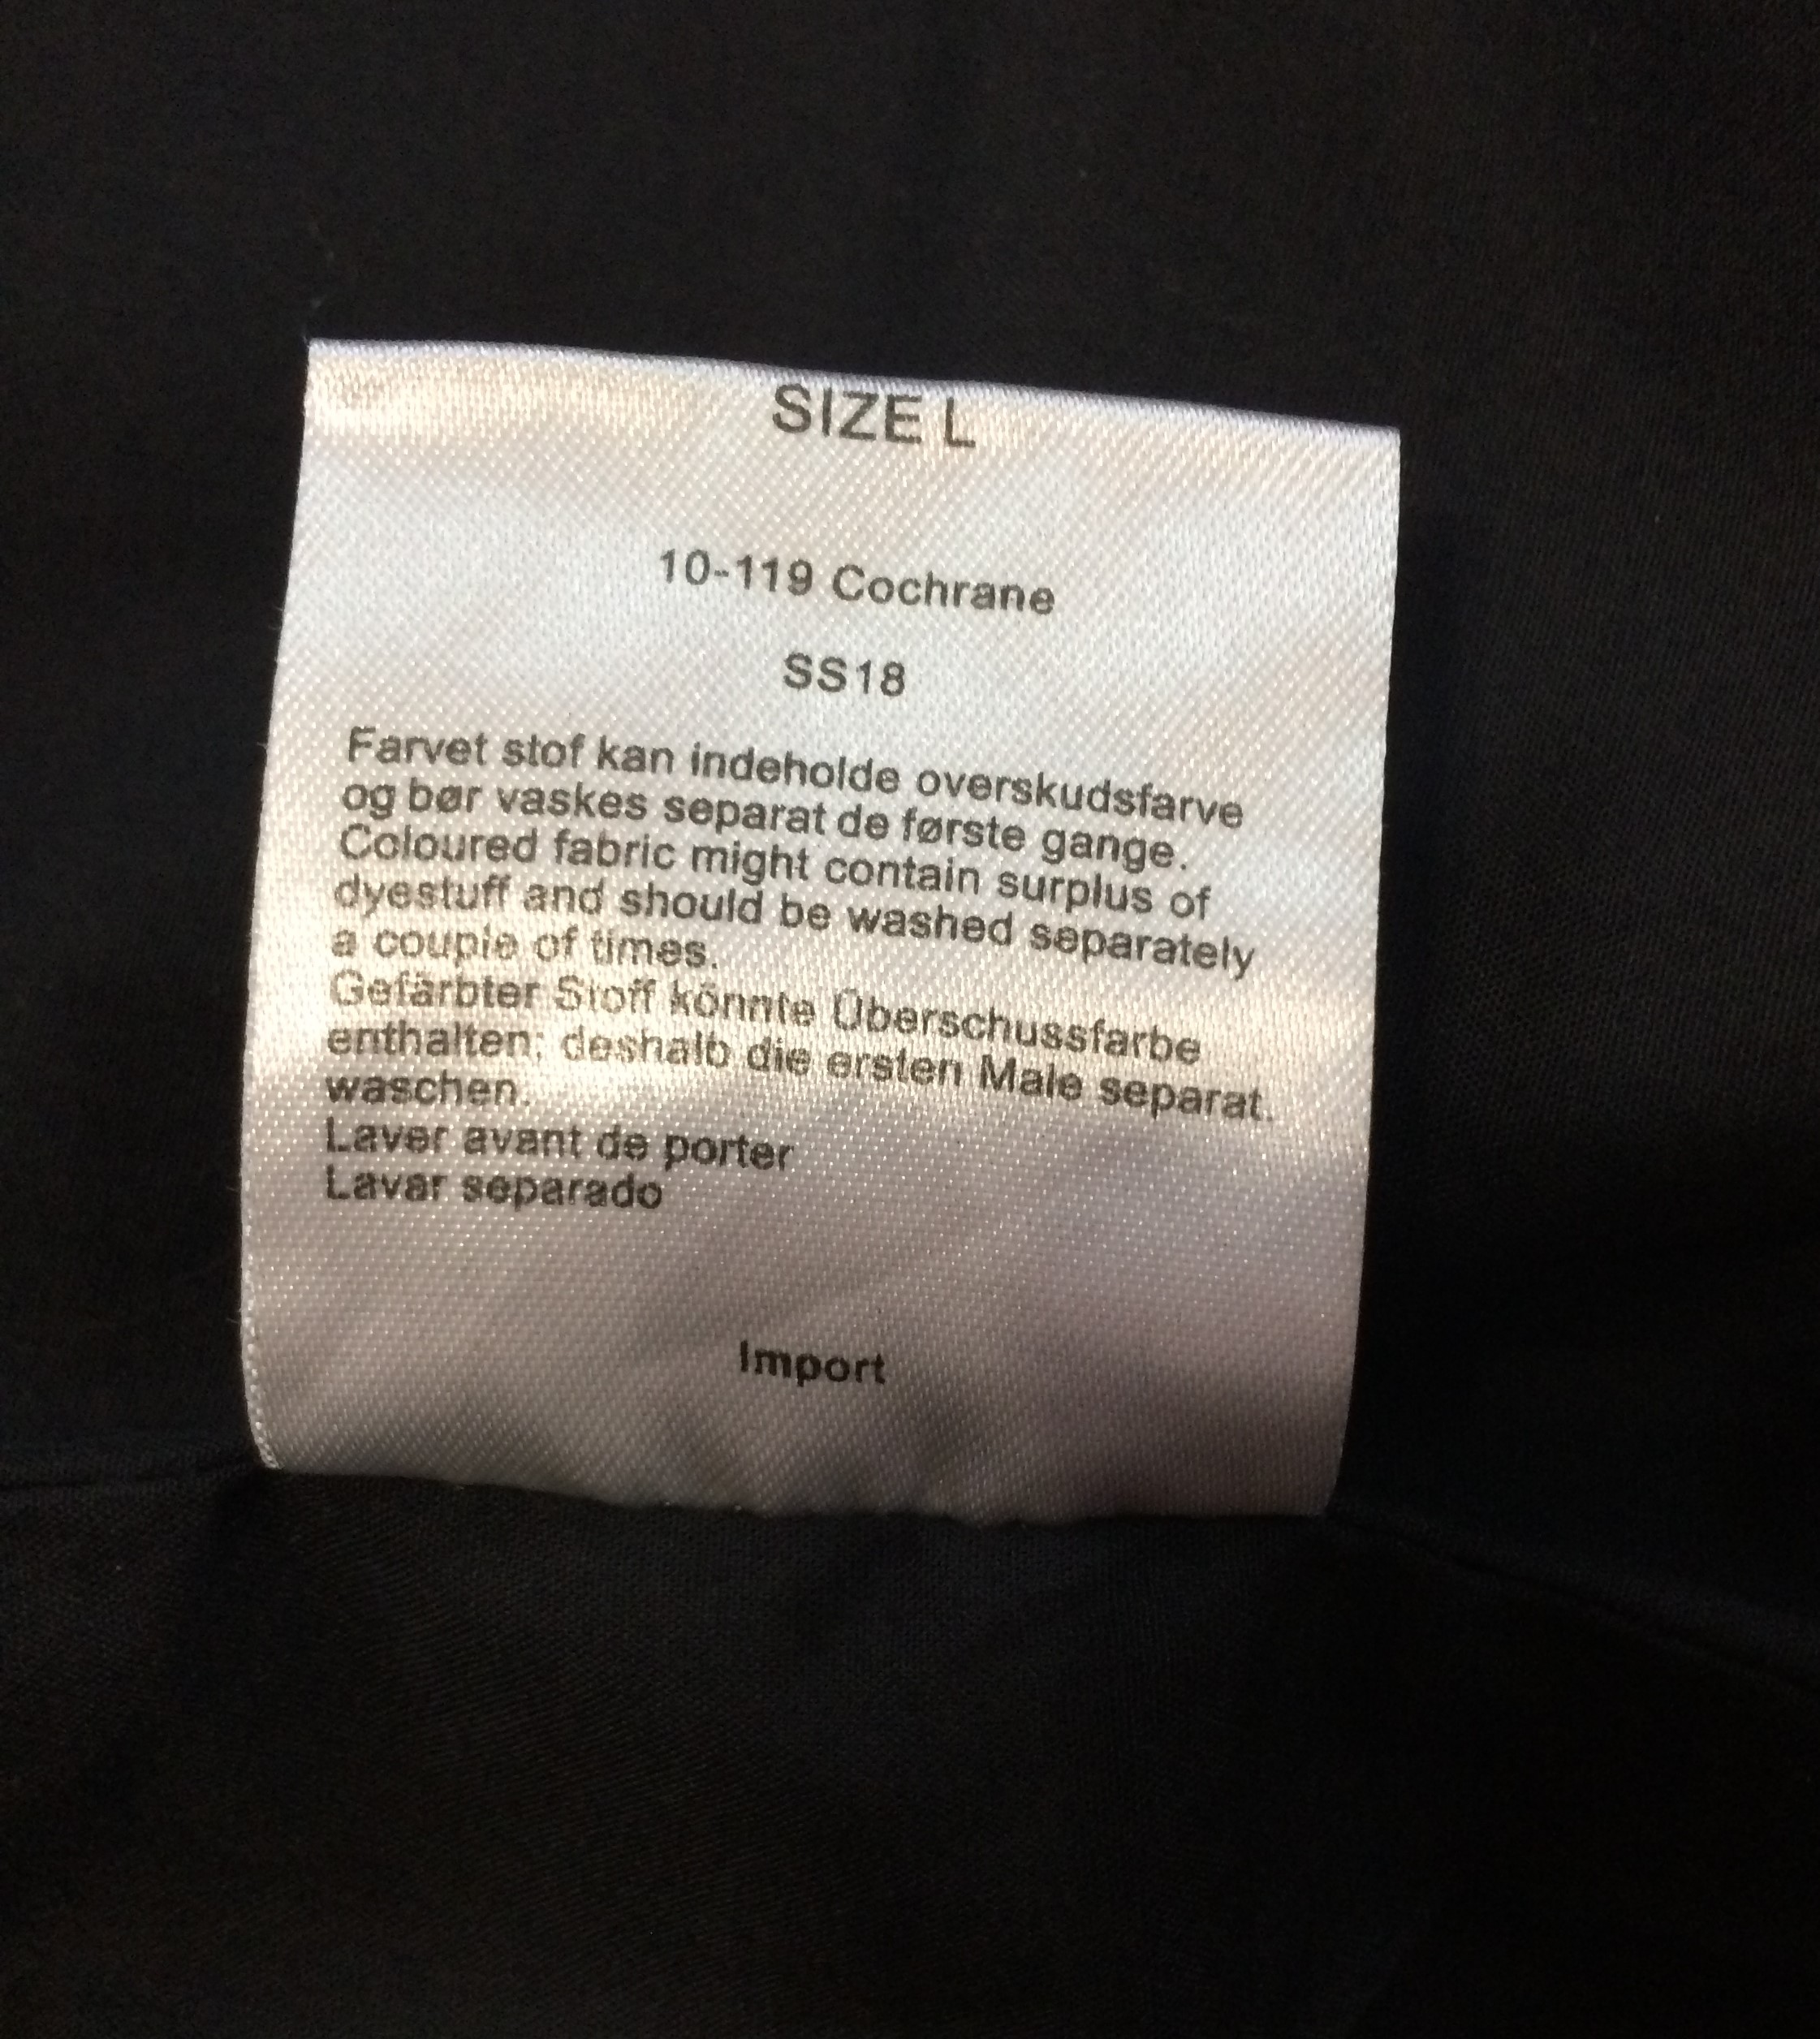 SIZE L
10-119 Cochrane
SS18
Farvet stof kan indeholde overskudsfarve
og bør vaskes separat de første gange.
Coloured fabric might contain surplus of
dyestuff and should be washed separately
a couple of times.
Gefärbter Stoff könnte Überschussfarbe
enthalten; deshalb die ersten Male separat.
waschen.
Laver avant de porter
Lavar separado
Import